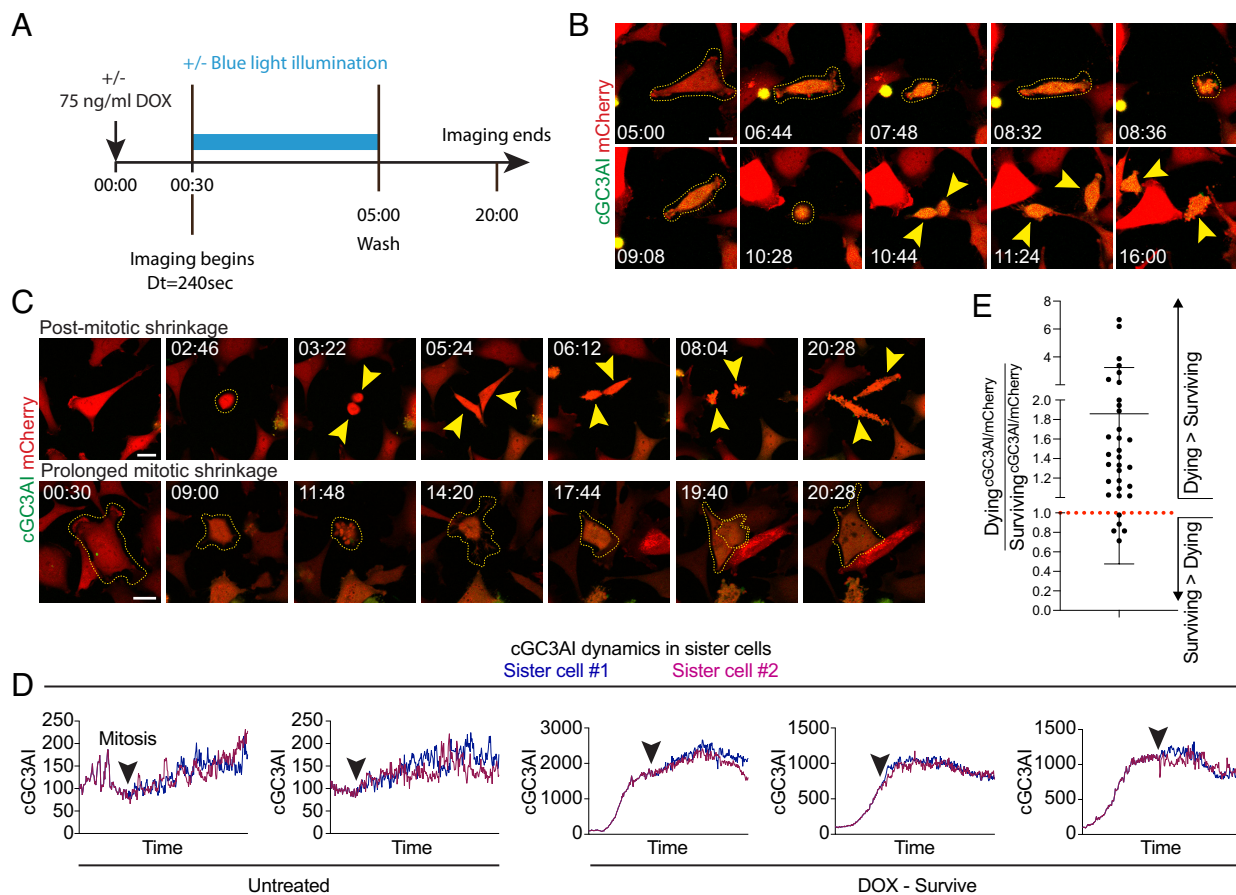 A
+/-
75 ng/ml DOX
+/- Blue light illumination
Imaging ends
00:00
00:30
05:00
20:00
Wash
Imaging begins
Dt=240sec
B
cGC3AI mCherry
05:00
06:44
07:48
08:32
08:36
09:08
10:28
10:44
11:24
16:00
C
cGC3AI mCherry
Post-mitotic shrinkage
02:46
03:22
05:24
06:12
08:04
20:28
Prolonged mitotic shrinkage
00:30
09:00
11:48
14:20
17:44
19:40
20:28
E
Dying cGC3AI/mCherry
Surviving cGC3AI/mCherry
8
6
4
2.0
1.8
1.6
1.4
1.2
1.0
1.0
0.8
0.6
0.4
0.2
0.0
Dying > Surviving
Surviving > Dying
cGC3AI dynamics in sister cells
Sister cell #1
Sister cell #2
D
cGC3AI
250
200
150
100
50
0
Mitosis
Time
cGC3AI
250
200
150
100
50
0
Time
Untreated
cGC3AI
3000
2000
1000
0
Time
cGC3AI
1500
1000
500
0
Time
cGC3AI
1500
1000
500
0
Time
DOX - Survive